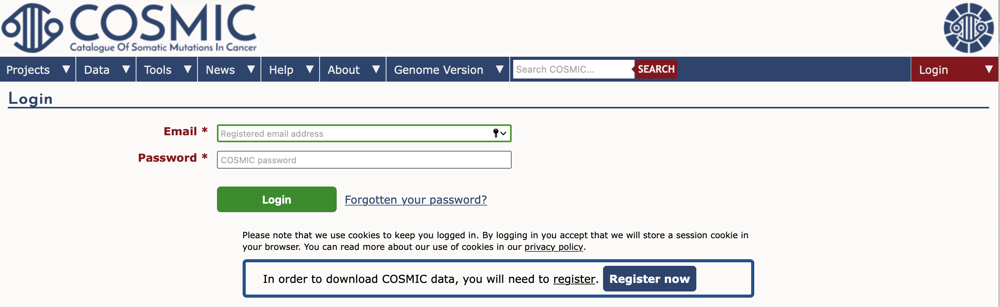 COSMIC
Catalogue Of Somatic Mutations In Cancer
Projects ▼ Data ▼ Tools ▼ News ▼ Help ▼ About ▼ Genome Version ▼ Search COSMIC... SEARCH Login ▼
Login
Email * Registered email address
Password * COSMIC password
Login Forgotten your password?
Please note that we use cookies to keep you logged in. By logging in you accept that we will store a session cookie in
your browser. You can read more about our use of cookies in our privacy policy.
In order to download COSMIC data, you will need to register. Register now